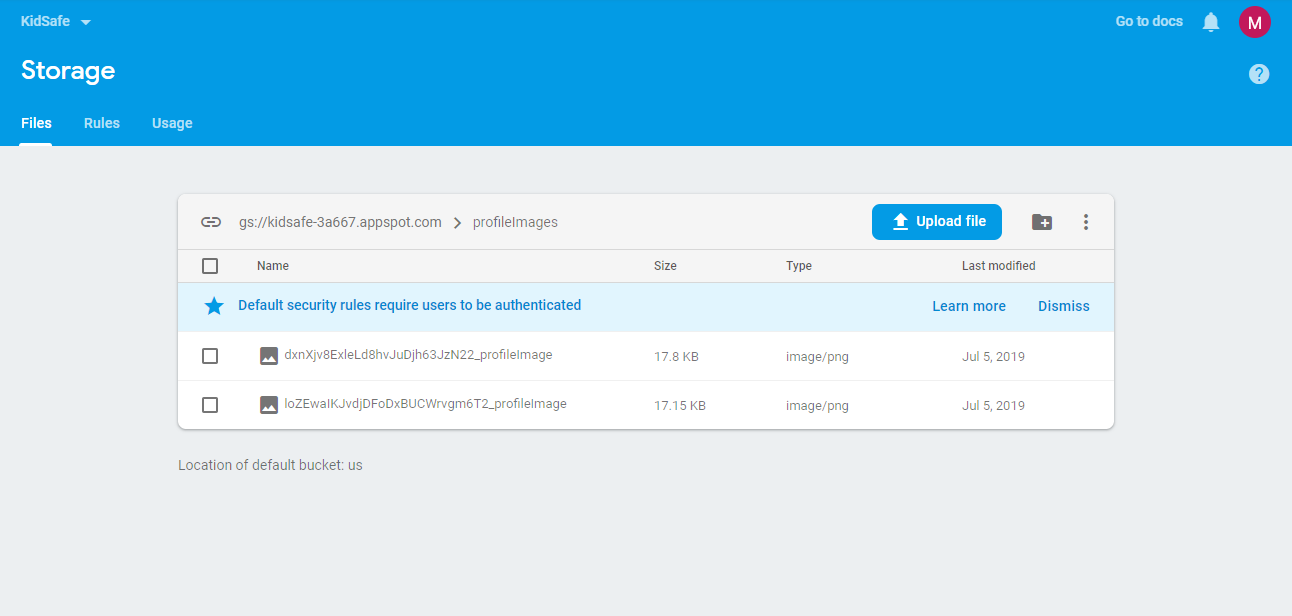 KidSafe
Go to docs
M
Storage
?
Files Rules Usage
gs://kidsafe-3a667.appspot.com profileImages
Upload file
Name Size Type Last modified
Default security rules require users to be authenticated Learn more Dismiss
dxnXjv8ExleLd8hvJuDjh63JzN22_profileImage 17.8 KB image/png Jul 5, 2019
loZEwaIKJvdjDFoDxBUCWrvgm6T2_profileImage 17.15 KB image/png Jul 5, 2019
Location of default bucket: us